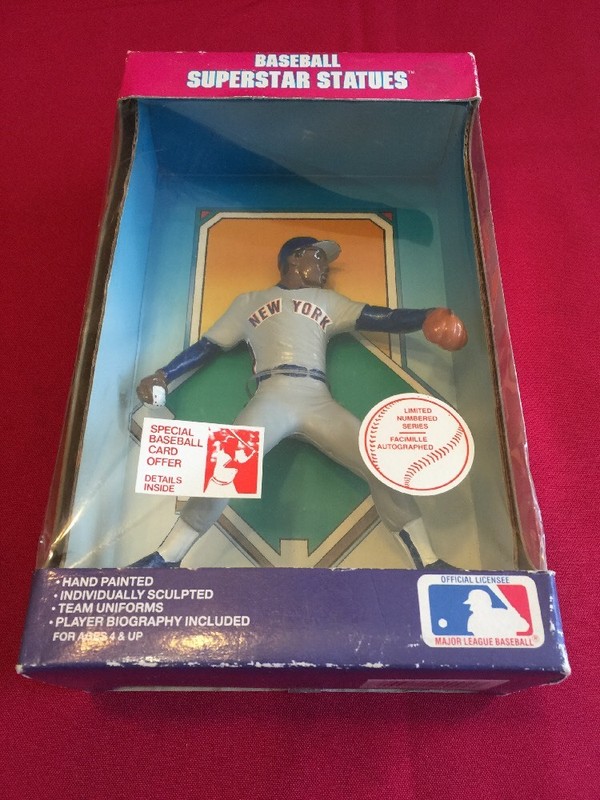 BASEBALL
SUPERSTAR STATUES™
NEW YORK
SPECIAL
BASEBALL
CARD
OFFER
DETAILS
INSIDE
LIMITED
NUMBERED
SERIES
FACIMILLE
AUTOGRAPHED
• HAND PAINTED
• INDIVIDUALLY SCULPTED
• TEAM UNIFORMS
• PLAYER BIOGRAPHY INCLUDED
FOR AGES 4 & UP
OFFICIAL LICENSEE
MAJOR LEAGUE BASEBALL®